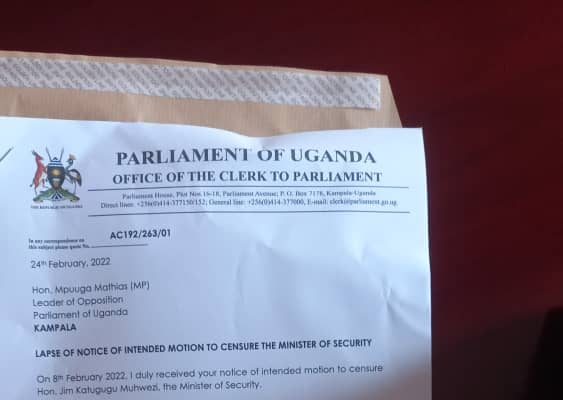 PARLIAMENT OF UGANDA
OFFICE OF THE CLERK TO PARLIAMENT
Parliament House, Plot Nos 16-18, Parliament Avenue; P. O. Box 7178, Kampala-Uganda
Direct lines: +256(0)414-377150/152; General line: +256(0)414-377000, E-mail: clerk@parliament.go.ug
THE REPUBLIC OF UGANDA
In any correspondence on
this subject please quote No. AC192/263/01
24th February, 2022
Hon. Mpuuga Mathias (MP)
Leader of Opposition
Parliament of Uganda
KAMPALA
LAPSE OF NOTICE OF INTENDED MOTION TO CENSURE THE MINISTER OF SECURITY
On 8th February 2022, I duly received your notice of intended motion to censure
Hon. Jim Katugugu Muhwezi, the Minister of Security.